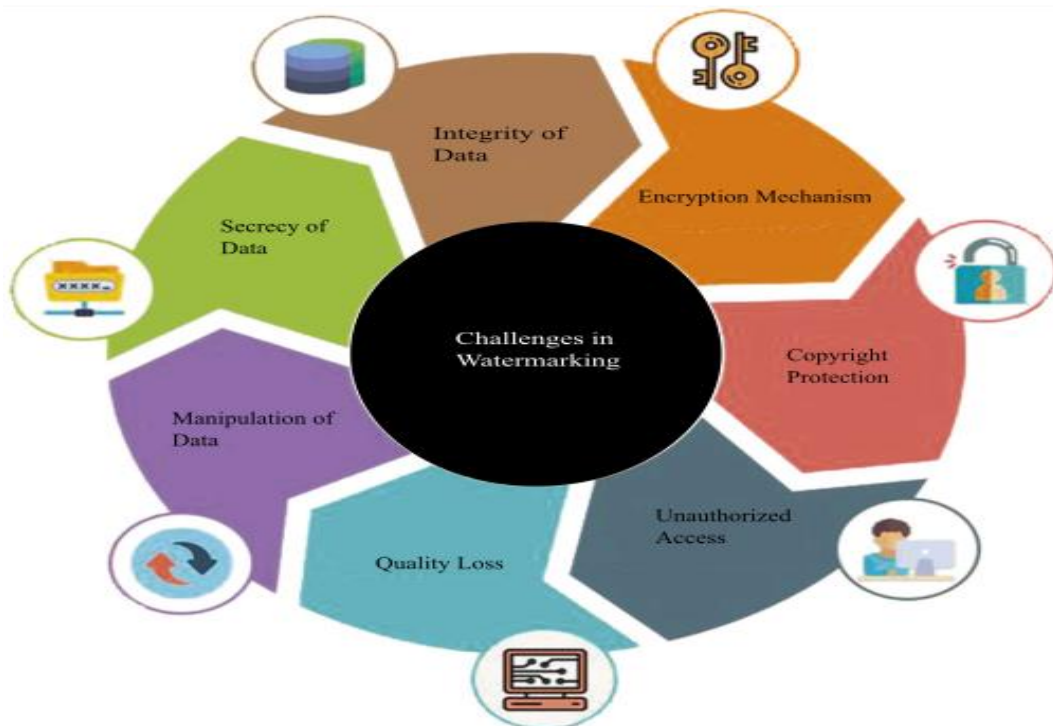 Integrity of
Data
Encryption Mechanism
Secrecy of
Data
Challenges in
Watermarking
Copyright
Protection
Manipulation of
Data
Unauthorized
Access
Quality Loss
××××_